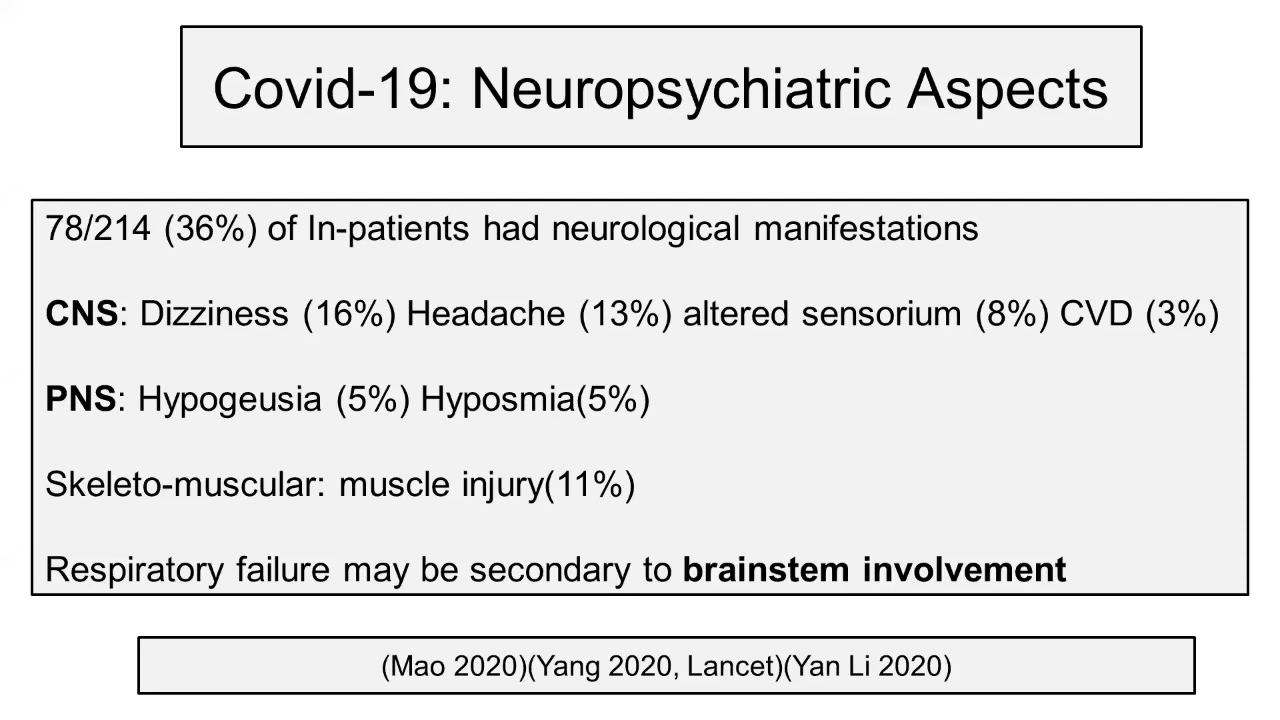 Covid-19: Neuropsychiatric Aspects
78/214 (36%) of In-patients had neurological manifestations
CNS: Dizziness (16%) Headache (13%) altered sensorium (8%) CVD (3%)
PNS: Hypogeusia (5%) Hyposmia(5%)
Skeleto-muscular: muscle injury(11%)
Respiratory failure may be secondary to brainstem involvement
(Mao 2020)(Yang 2020, Lancet)(Yan Li 2020)